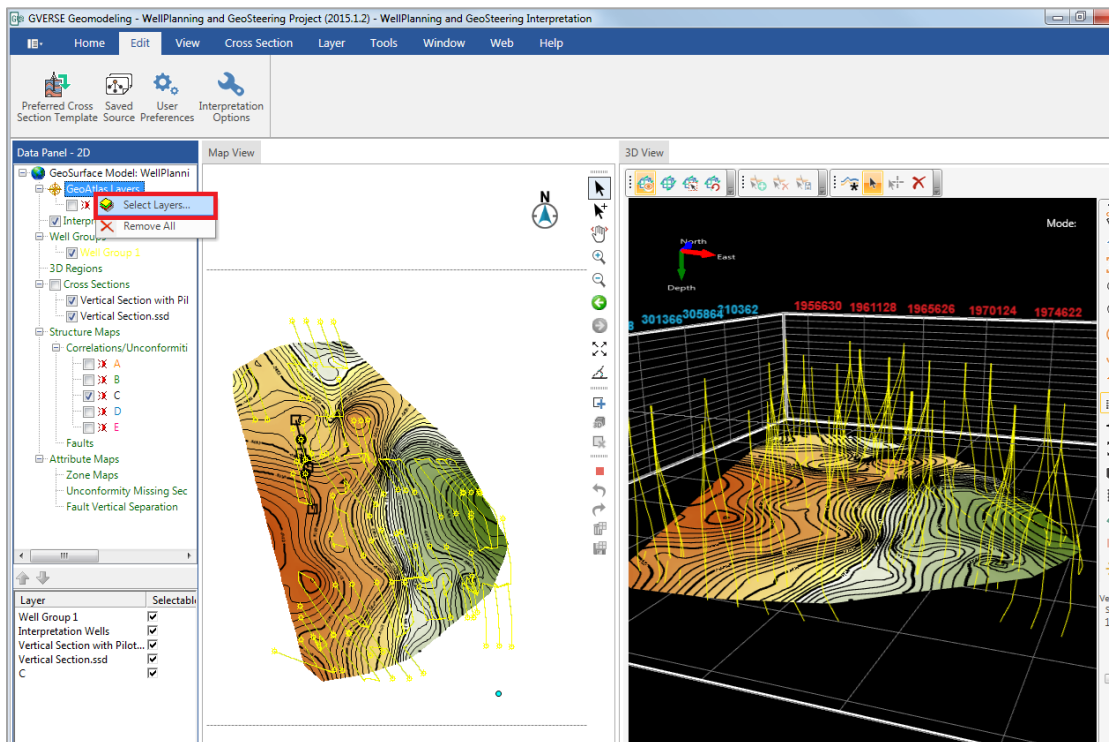 GVERSE Geomodeling - WellPlanning and GeoSteering Project (2015.1.2) - WellPlanning and GeoSteering Interpretation
Home Edit View Cross Section Layer Tools Window Web Help
Preferred Cross Section Template
Saved Source
User Preferences
Interpretation Options
Data Panel - 2D
GeoSurface Model: WellPlanni
GeoAtlas Layers
Select Layers...
Remove All
Interpr
Well Group
Well Group 1
3D Regions
Cross Sections
Vertical Section with Pil
Vertical Section.ssd
Structure Maps
Correlations/Unconformiti
A
B
C
D
E
Faults
Attribute Maps
Zone Maps
Unconformity Missing Sec
Fault Vertical Separation
Layer Selectabl
Well Group 1
Interpretation Wells
Vertical Section with Pilot...
Vertical Section.ssd
C
Map View
N
3D View
Mode:
North
East
Depth
301366 305864 310362 1956630 1961128 1965626 1970124 1974622